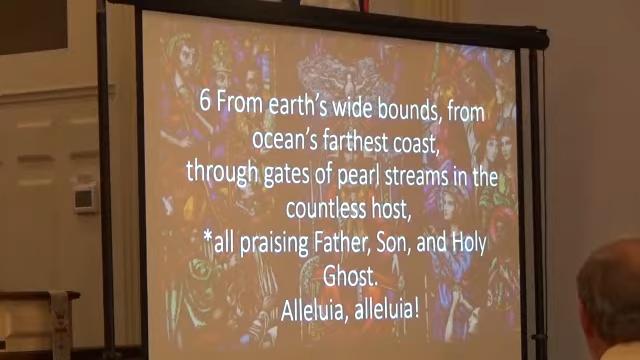 6 From earth's wide bounds, from
ocean's farthest coast,
through gates of pearl streams in the
countless host,
*all praising Father, Son, and Holy
Ghost.
Alleluia, alleluia!